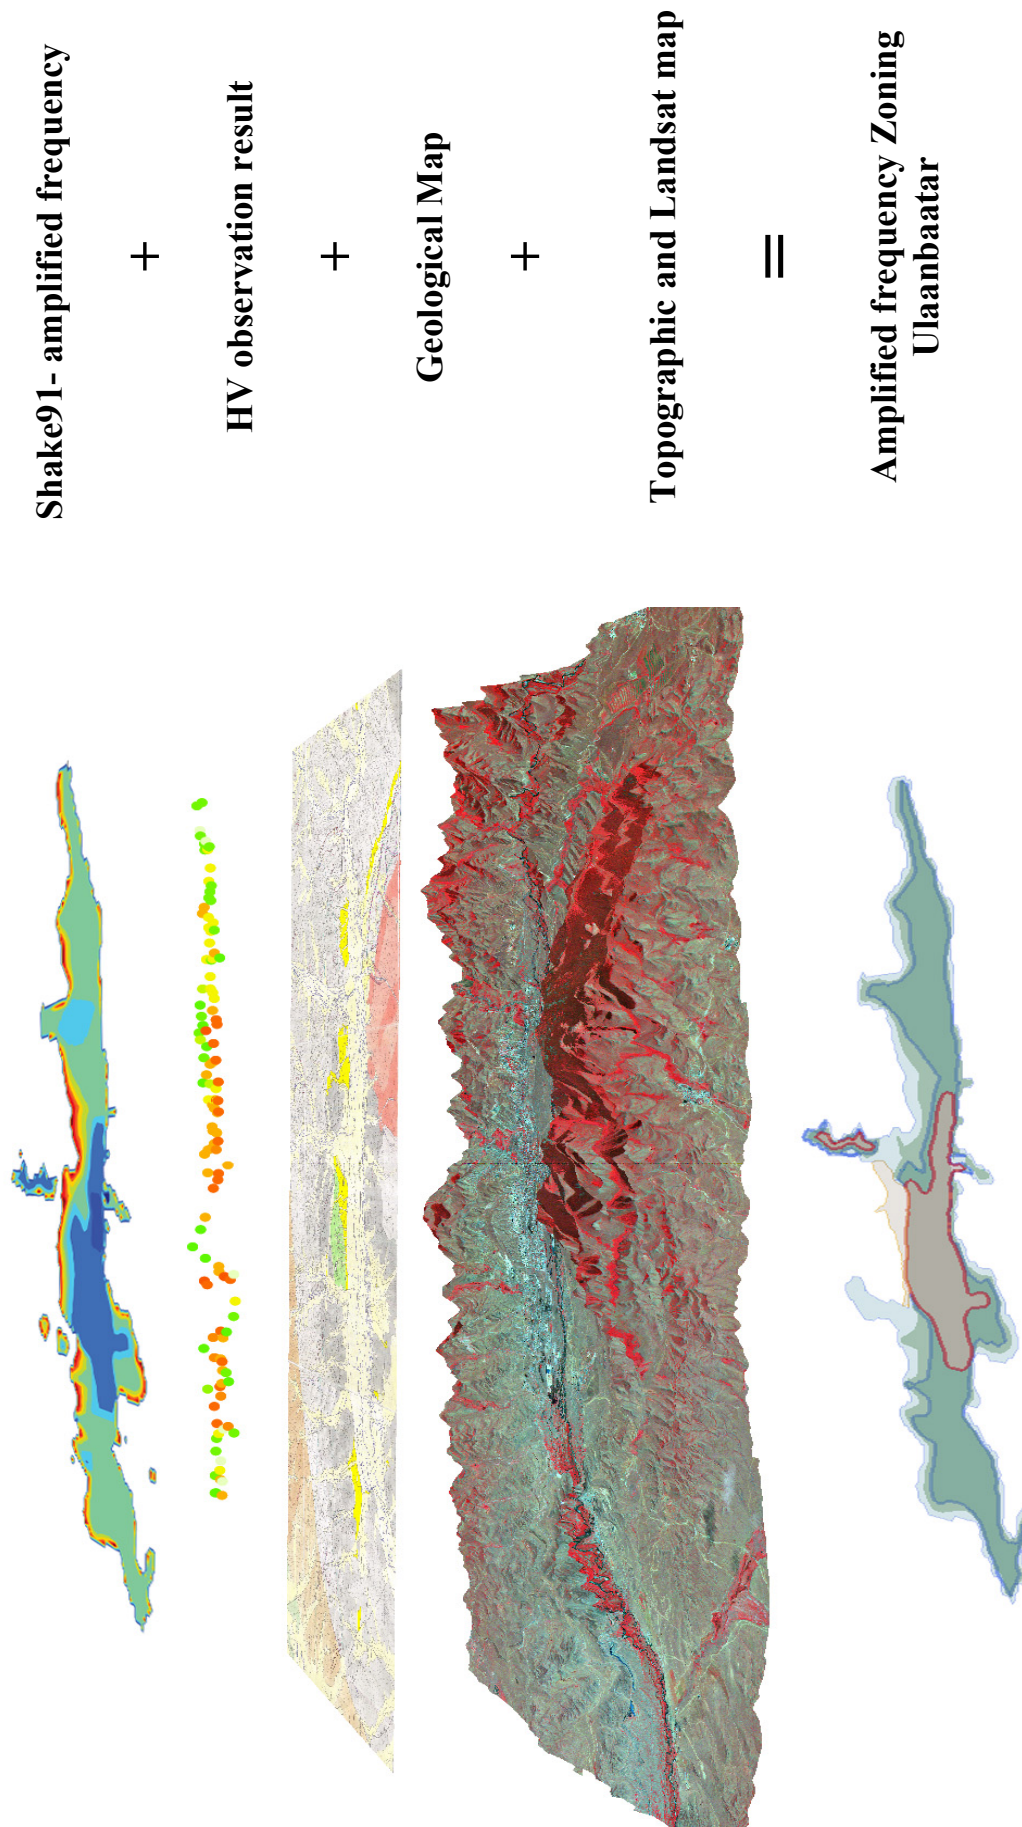 Shake91- amplified frequency
+
HV observation result
+
Geological Map
+
Topographic and Landsat map
=
Amplified frequency Zoning
Ulaanbaatar